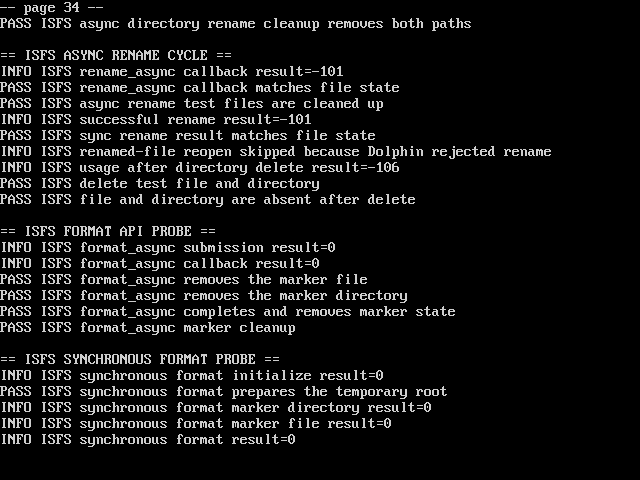 -- page 34 --
PASS ISFS async directory rename cleanup removes both paths
== ISFS ASYNC RENAME CYCLE ==
INFO ISFS rename_async callback result=-101
PASS ISFS rename_async callback matches file state
PASS ISFS async rename test files are cleaned up
INFO ISFS successful rename result=-101
PASS ISFS sync rename result matches file state
INFO ISFS renamed-file reopen skipped because Dolphin rejected rename
INFO ISFS usage after directory delete result=-106
PASS ISFS delete test file and directory
PASS ISFS file and directory are absent after delete
== ISFS FORMAT API PROBE ==
INFO ISFS format_async submission result=0
INFO ISFS format_async callback result=0
PASS ISFS format_async removes the marker file
PASS ISFS format_async removes the marker directory
PASS ISFS format_async completes and removes marker state
PASS ISFS format_async marker cleanup
== ISFS SYNCHRONOUS FORMAT PROBE ==
INFO ISFS synchronous format initialize result=0
PASS ISFS synchronous format prepares the temporary root
INFO ISFS synchronous format marker directory result=0
INFO ISFS synchronous format marker file result=0
INFO ISFS synchronous format result=0